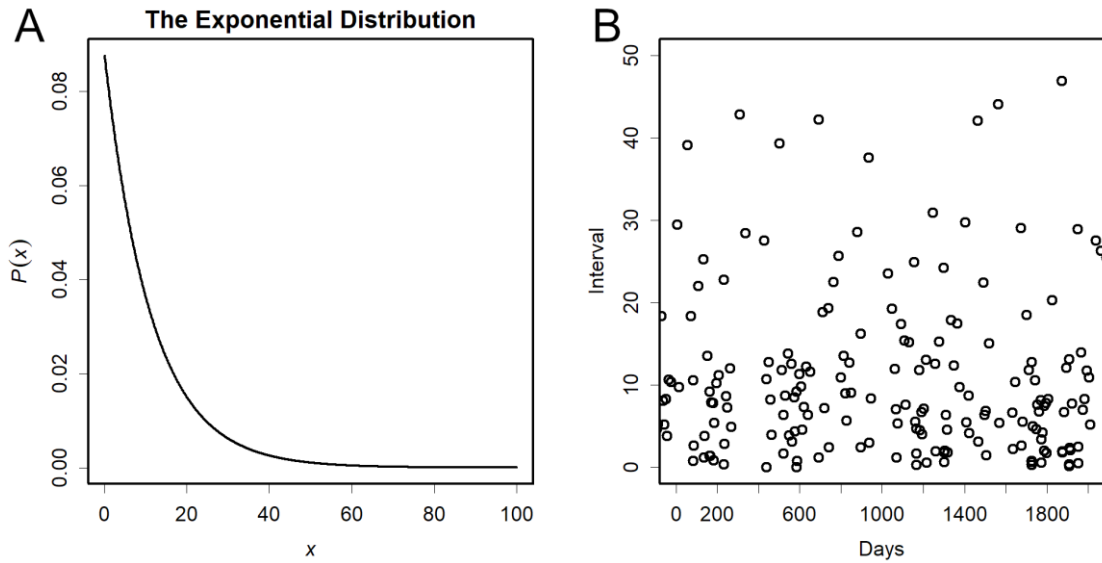 A
The Exponential Distribution
P(x)
0.08
0.06
0.04
0.02
0.00
0 20 40 60 80 100
x
B
Interval
50
40
30
20
10
0
0 200 600 1000 1400 1800
Days